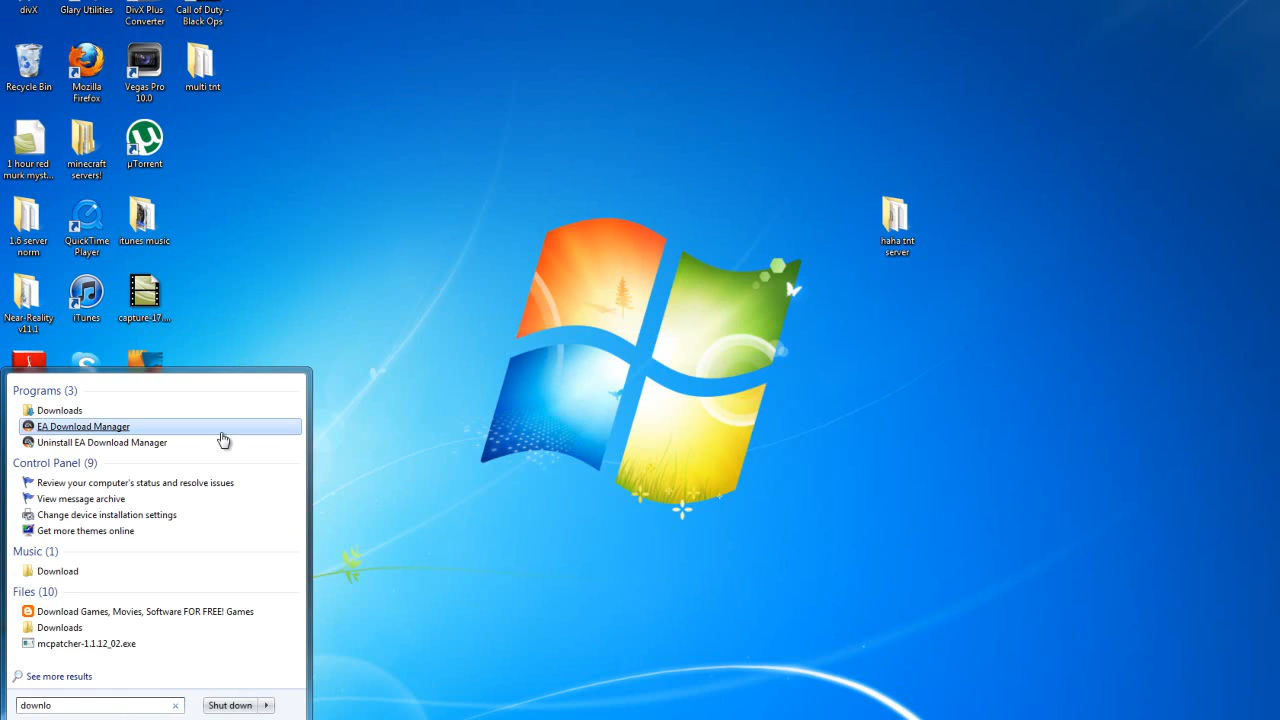 divX
Glary Utilities
DivX Plus
Converter
Call of Duty -
Black Ops
Recycle Bin
Mozilla
Firefox
Vegas Pro
10.0
multi tnt
1 hour red
murk myst...
minecraft
servers!
µTorrent
1.6 server
norm
QuickTime
Player
itunes music
haha tnt
server
Near-Reality
v11.1
iTunes
capture-17....
Programs (3)
Downloads
EA Download Manager
Uninstall EA Download Manager
Control Panel (9)
Review your computer's status and resolve issues
View message archive
Change device installation settings
Get more themes online
Music (1)
Download
Files (10)
Download Games, Movies, Software FOR FREE! Games
Downloads
mcpatcher-1.1.12_02.exe
See more results
downlo
Shut down